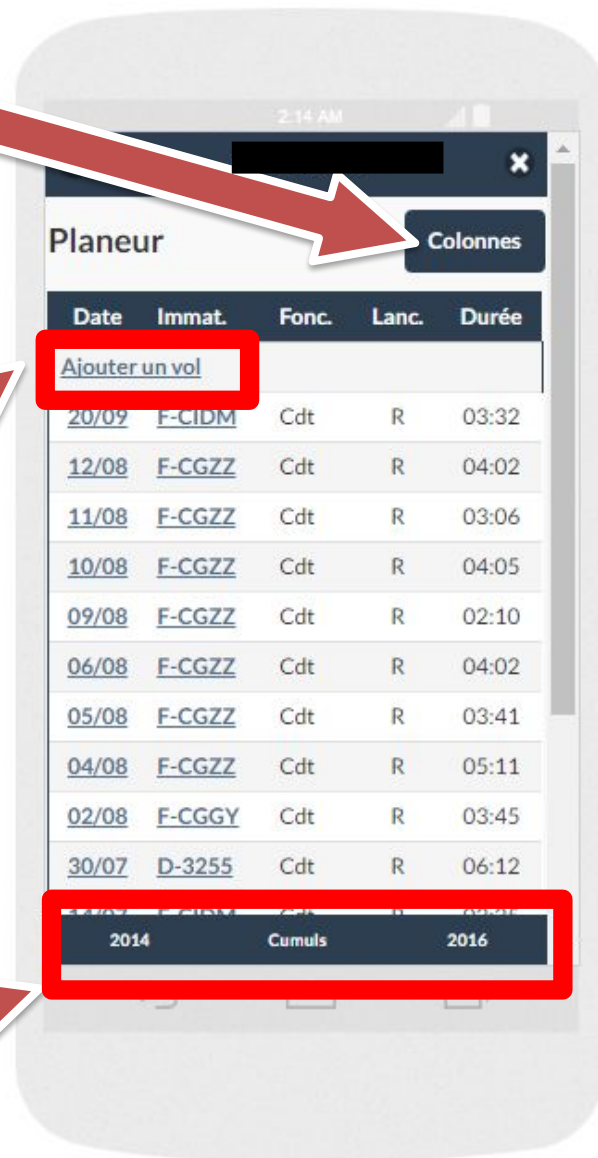 2:14 AM
Planeur
Colonnes
Date Immat. Fonc. Lanc. Durée
Ajouter un vol
20/09 F-CIDM Cdt R 03:32
12/08 F-CGZZ Cdt R 04:02
11/08 F-CGZZ Cdt R 03:06
10/08 F-CGZZ Cdt R 04:05
09/08 F-CGZZ Cdt R 02:10
06/08 F-CGZZ Cdt R 04:02
05/08 F-CGZZ Cdt R 03:41
04/08 F-CGZZ Cdt R 05:11
02/08 F-CGGY Cdt R 03:45
30/07 D-3255 Cdt R 06:12
2014 Cumuls 2016